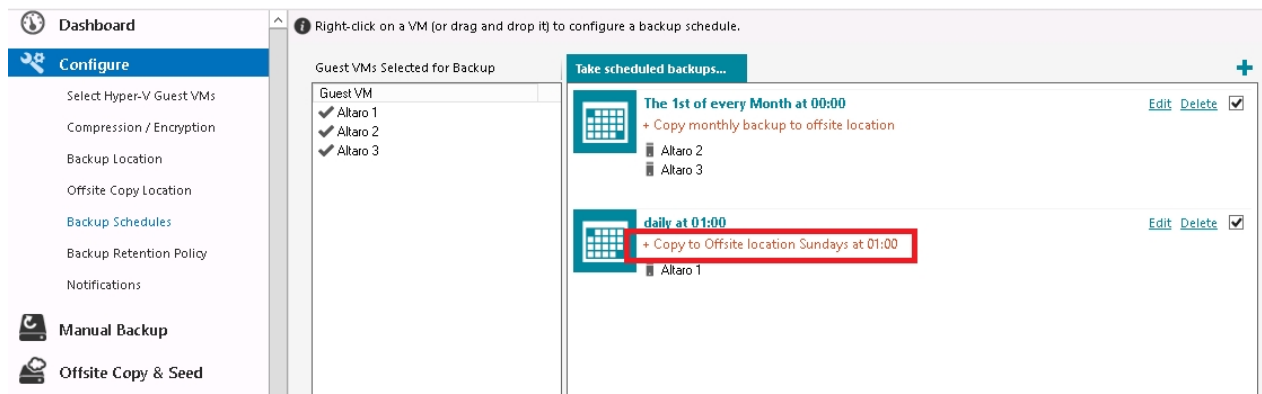 Dashboard
Configure
Select Hyper-V Guest VMs
Compression / Encryption
Backup Location
Offsite Copy Location
Backup Schedules
Backup Retention Policy
Notifications
Manual Backup
Offsite Copy & Seed
Right-click on a VM (or drag and drop it) to configure a backup schedule.
Guest VMs Selected for Backup
Guest VM
Altaro 1
Altaro 2
Altaro 3
Take scheduled backups...
The 1st of every Month at 00:00
Edit Delete
+ Copy monthly backup to offsite location
Altaro 2
Altaro 3
daily at 01:00
Edit Delete
+ Copy to Offsite location Sundays at 01:00
Altaro 1